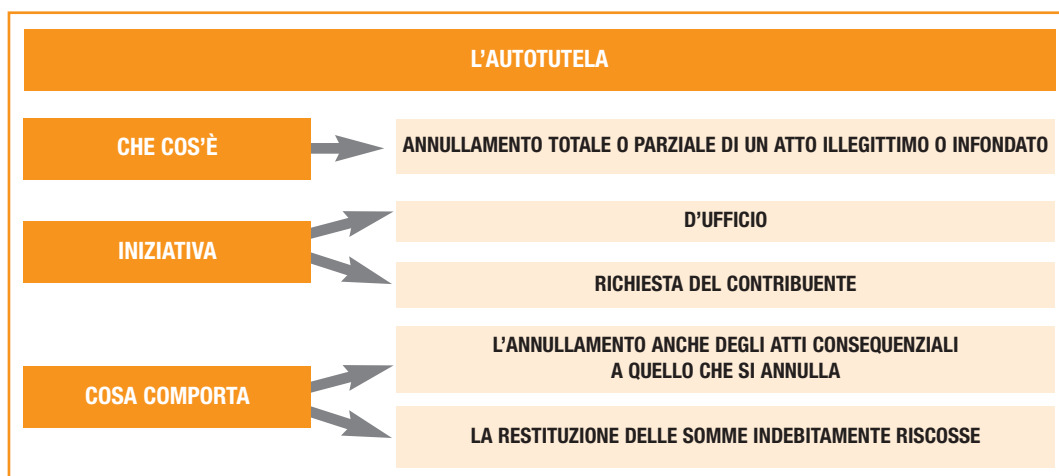 L'AUTOTUTELA
CHE COS'È
ANNULLAMENTO TOTALE O PARZIALE DI UN ATTO ILLEGITTIMO O INFONDATO
INIZIATIVA
D'UFFICIO
RICHIESTA DEL CONTRIBUENTE
COSA COMPORTA
L'ANNULLAMENTO ANCHE DEGLI ATTI CONSEQUENZIALI
A QUELLO CHE SI ANNULLA
LA RESTITUZIONE DELLE SOMME INDEBITAMENTE RISCOSSE